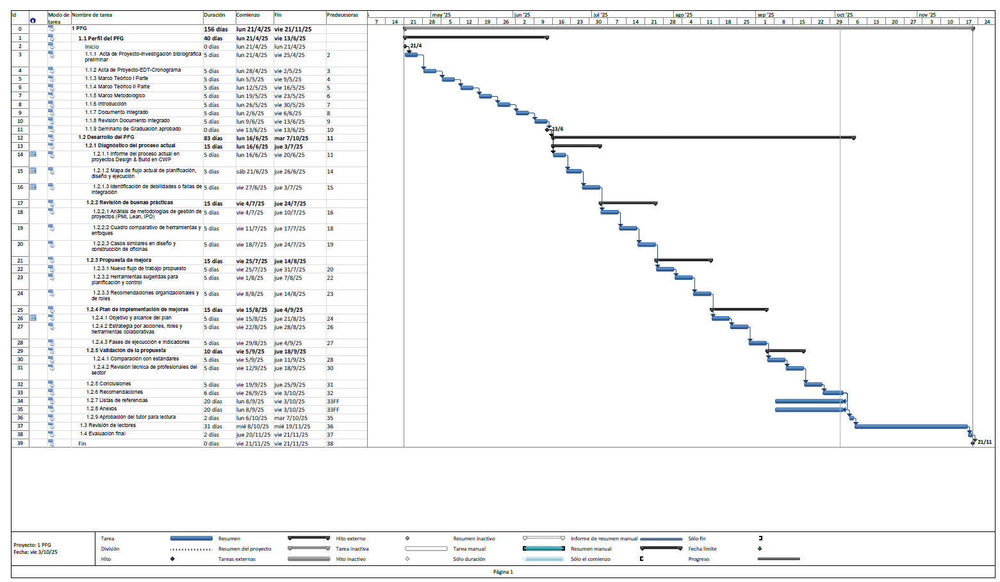 Id Modo de tarea Nombre de tarea Duración Comienzo Fin Predecesoras
may '25 jun '25 jul '25 ago '25 sep '25 oct '25 nov '25
7 14 21 28 5 12 19 26 2 9 16 23 30 7 14 21 28 4 11 18 25 1 8 15 22 29 6 13 20 27 3 10 17 24
0 1 PFG 156 días lun 21/4/25 vie 21/11/25
1 1.1 Perfil del PFG 40 días lun 21/4/25 vie 13/6/25
2 Inicio 0 días lun 21/4/25 lun 21/4/25 21/4
3 1.1.1 Acta de Proyecto-Investigación bibliográfica preliminar 5 días lun 21/4/25 vie 25/4/25 2
4 1.1.2 Acta de Proyecto-EDT-Cronograma 5 días lun 28/4/25 vie 2/5/25 3
5 1.1.3 Marco Teórico I Parte 5 días lun 5/5/25 vie 9/5/25 4
6 1.1.4 Marco Teórico II Parte 5 días lun 12/5/25 vie 16/5/25 5
7 1.1.5 Marco Metodológico 5 días lun 19/5/25 vie 23/5/25 6
8 1.1.6 Introducción 5 días lun 26/5/25 vie 30/5/25 7
9 1.1.7 Documento Integrado 5 días lun 2/6/25 vie 6/6/25 8
10 1.1.8 Revisión Documento Integrado 5 días lun 9/6/25 vie 13/6/25 9
11 1.1.9 Seminario de Graduación aprobado 0 días vie 13/6/25 vie 13/6/25 10 13/6
12 1.2 Desarrollo del PFG 83 días lun 16/6/25 mar 7/10/25 11
13 1.2.1 Diagnóstico del proceso actual 15 días lun 16/6/25 jue 3/7/25
14 1.2.1.1 Informe del proceso actual en proyectos Design & Build en CWP 5 días lun 16/6/25 vie 20/6/25 11
15 1.2.1.2 Mapa de flujo actual de planificación, diseño y ejecución 5 días sáb 21/6/25 jue 26/6/25 14
16 1.2.1.3 Identificación de debilidades o fallas de integración 5 días vie 27/6/25 jue 3/7/25 15
17 1.2.2 Revisión de buenas prácticas 15 días vie 4/7/25 jue 24/7/25
18 1.2.2.1 Análisis de metodologías de gestión de proyectos (PMI, Lean, IPD) 5 días vie 4/7/25 jue 10/7/25 16
19 1.2.2.2 Cuadro comparativo de herramientas y enfoques 5 días vie 11/7/25 jue 17/7/25 18
20 1.2.2.3 Casos similares en diseño y construcción de oficinas 5 días vie 18/7/25 jue 24/7/25 19
21 1.2.3 Propuesta de mejora 15 días vie 25/7/25 jue 14/8/25
22 1.2.3.1 Nuevo flujo de trabajo propuesto 5 días vie 25/7/25 jue 31/7/25 20
23 1.2.3.2 Herramientas sugeridas para planificación y control 5 días vie 1/8/25 jue 7/8/25 22
24 1.2.3.3 Recomendaciones organizacionales y de roles 5 días vie 8/8/25 jue 14/8/25 23
25 1.2.4 Plan de implementación de mejoras 15 días vie 15/8/25 jue 4/9/25
26 1.2.4.1 Objetivo y alcance del plan 5 días vie 15/8/25 jue 21/8/25 24
27 1.2.4.2 Estrategia por acciones, roles y herramientas colaborativas 5 días vie 22/8/25 jue 28/8/25 26
28 1.2.4.3 Fases de ejecucción e indicadores 5 días vie 29/8/25 jue 4/9/25 27
29 1.2.5 Validación de la propuesta 10 días vie 5/9/25 jue 18/9/25
30 1.2.4.1 Comparación con estándares 5 días vie 5/9/25 jue 11/9/25 28
31 1.2.4.2 Revisión técnica de profesionales del sector 5 días vie 12/9/25 jue 18/9/25 30
32 1.2.5 Conclusiones 5 días vie 19/9/25 jue 25/9/25 31
33 1.2.6 Recomendaciones 6 días vie 26/9/25 vie 3/10/25 32
34 1.2.7 Listas de referencias 20 días lun 8/9/25 vie 3/10/25 33FF
35 1.2.8 Anexos 20 días lun 8/9/25 vie 3/10/25 33FF
36 1.2.9 Aprobación del tutor para lectura 2 días lun 6/10/25 mar 7/10/25 35
37 1.3 Revisión de lectores 31 días mié 8/10/25 mié 19/11/25 36
38 1.4 Evaluación final 2 días jue 20/11/25 vie 21/11/25 37
39 Fin 0 días vie 21/11/25 vie 21/11/25 38 21/11
Proyecto: 1 PFG
Fecha: vie 3/10/25
Tarea Resumen Hito externo Resumen inactivo Informe de resumen manual Sólo fin
División Resumen del proyecto Tarea inactiva Tarea manual Resumen manual Fecha límite
Hito Tareas externas Hito inactivo Sólo duración Sólo el comienzo Progreso
Página 1